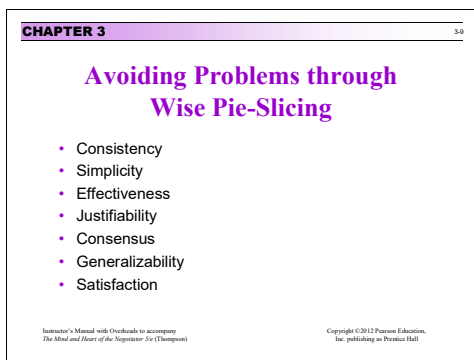 CHAPTER 3
3-9
Avoiding Problems through
Wise Pie-Slicing
• Consistency
• Simplicity
• Effectiveness
• Justifiability
• Consensus
• Generalizability
• Satisfaction
Instructor's Manual with Overheads to accompany
The Mind and Heart of the Negotiator 5/e (Thompson)
Copyright ©2012 Pearson Education,
Inc. publishing as Prentice Hall